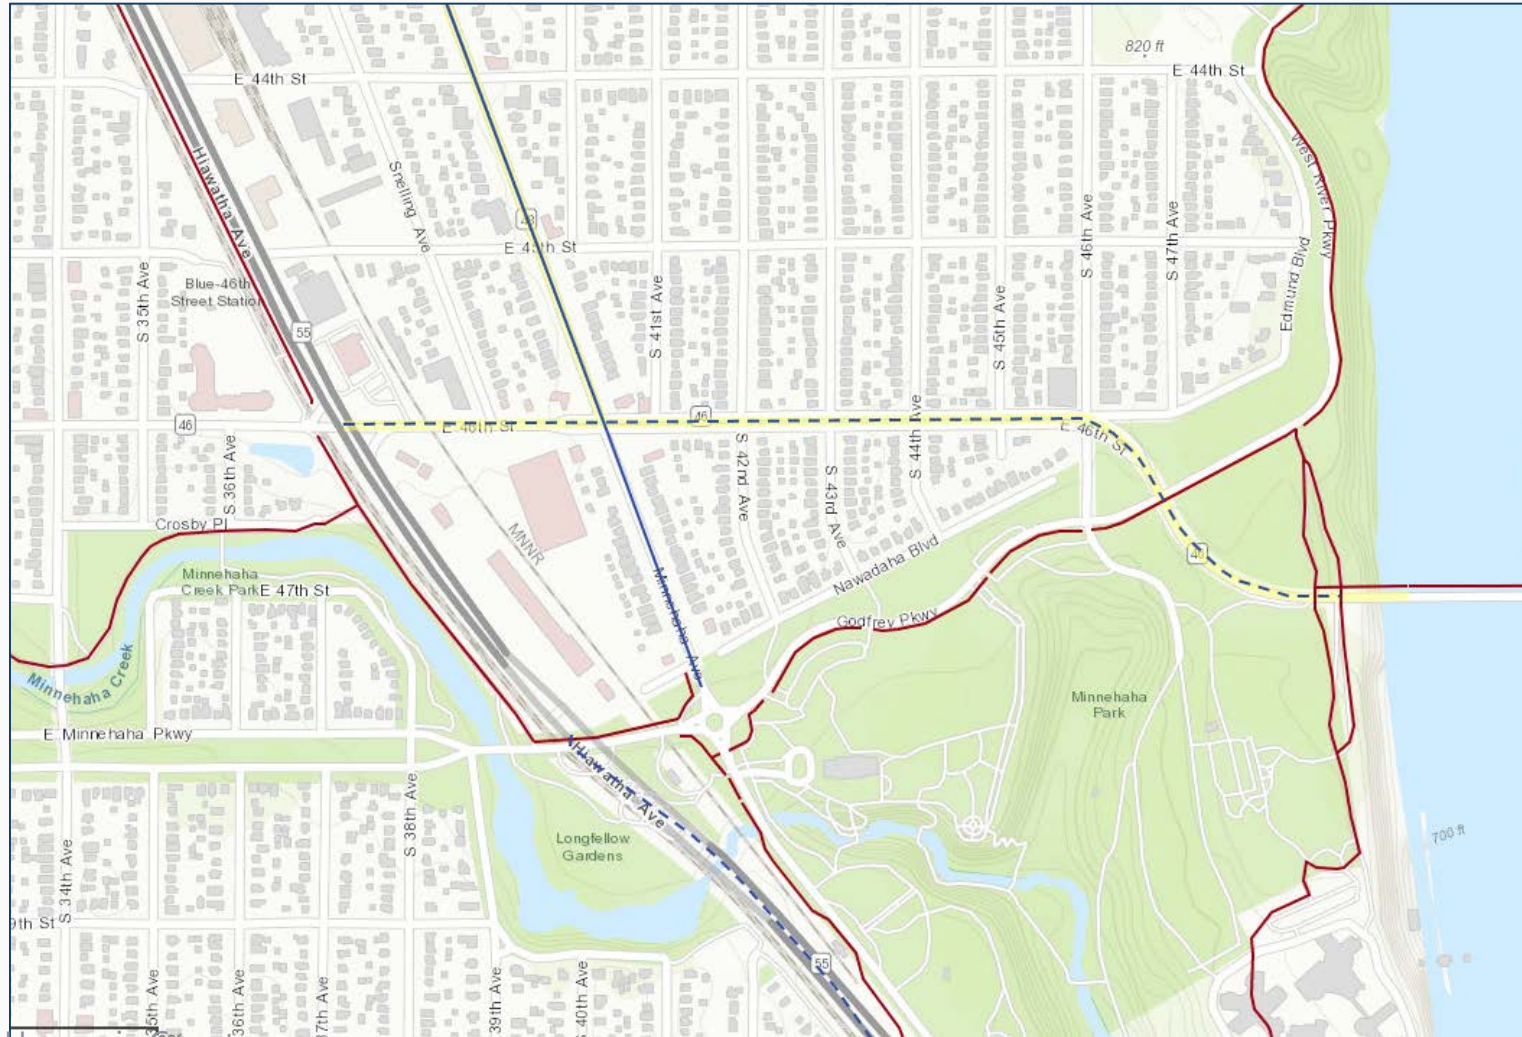 820 ft
E 44th St
E 44th St
Hiawatha Ave
West River Pkwy
Snelling Ave
S 46th Ave
S 47th Ave
E 45th St
Edmund Blvd
S 35th Ave
Blue-46th
Street Station
S 41st Ave
S 45th Ave
55
46
46
E 46th St
E 46th St
S 36th Ave
S 42nd Ave
S 43rd Ave
S 44th Ave
Crosby Pl
MNNR
Minnehaha
Creek Park
E 47th St
Minnehaha Ave
Nawadaha Blvd
Godfrey Pkwy
Minnehaha Creek
Minnehaha
Park
E Minnehaha Pkwy
Hiawatha Ave
S 38th Ave
Longfellow
Gardens
700 ft
S 34th Ave
9th St
55
35th Ave
36th Ave
37th Ave
39th Ave
S 40th Ave